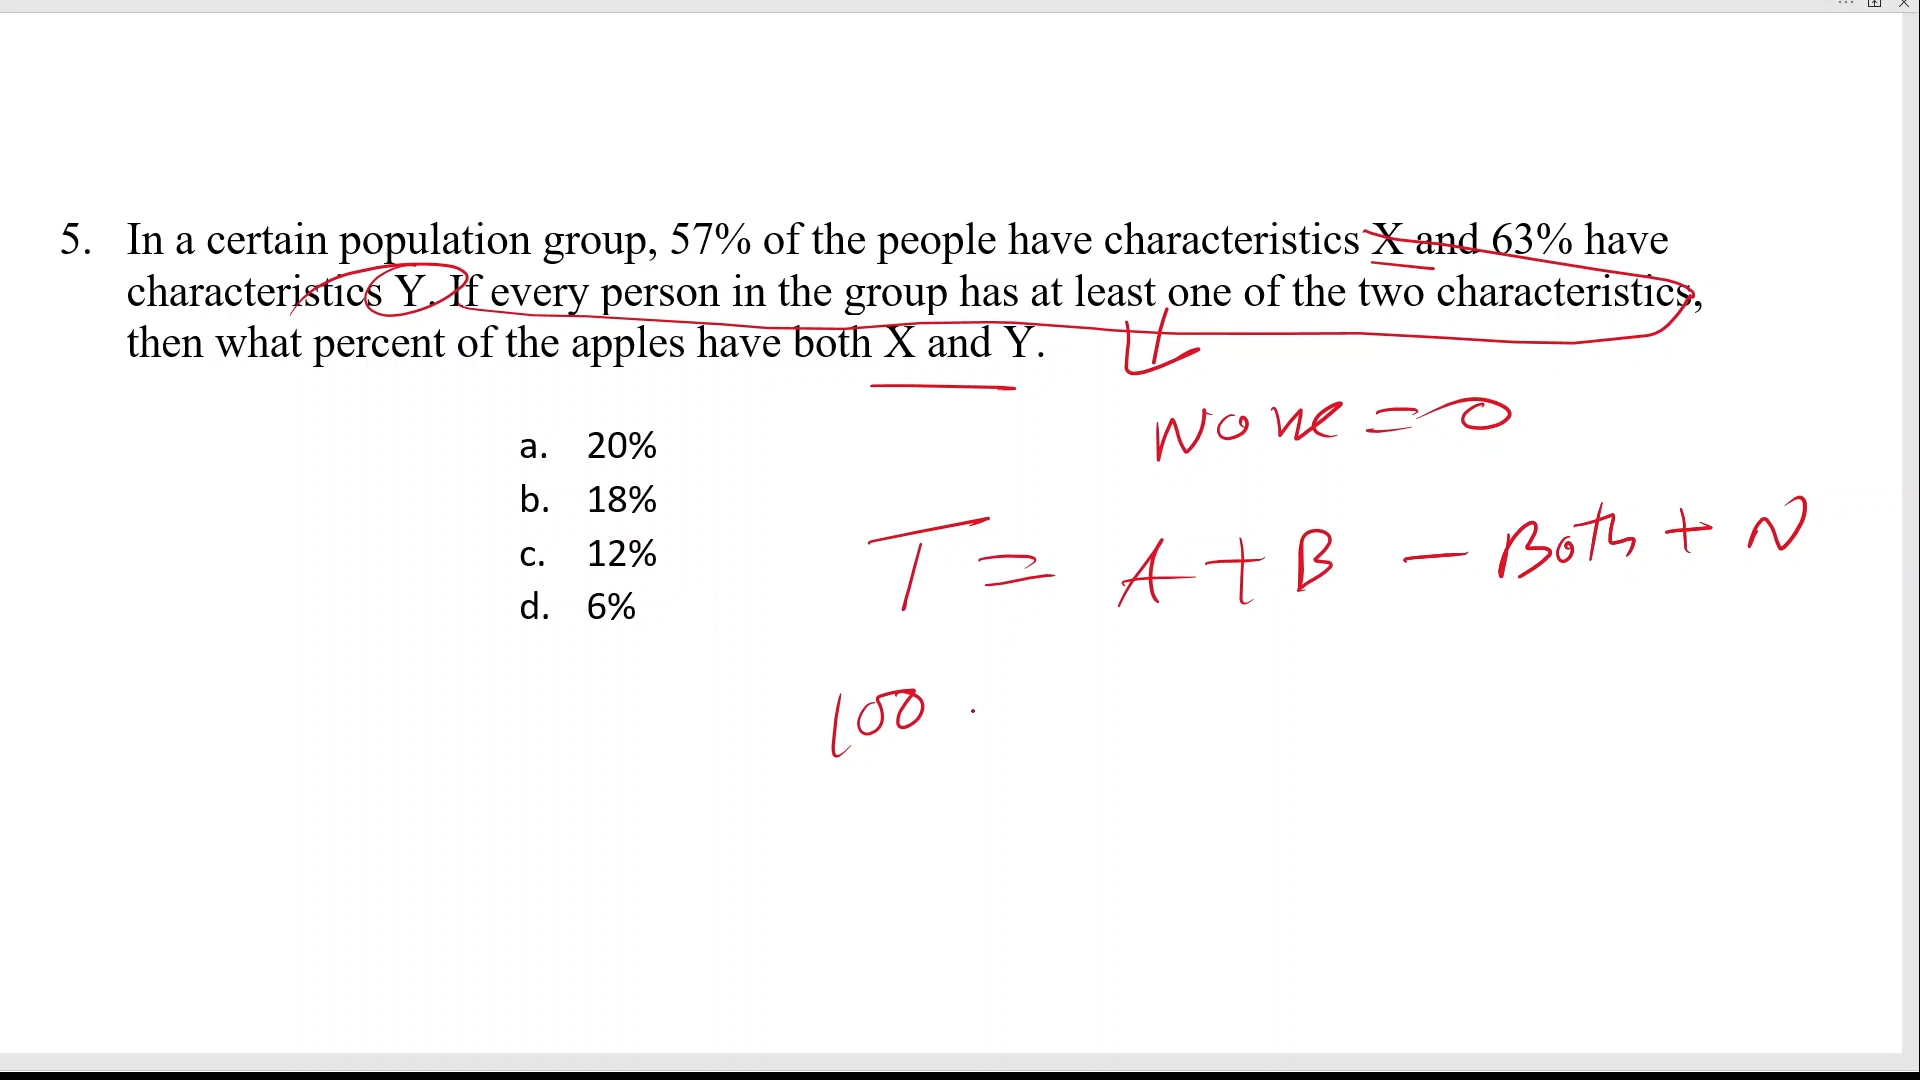 5. In a certain population group, 57% of the people have characteristics X and 63% have
characteristics Y. If every person in the group has at least one of the two characteristics,
then what percent of the apples have both X and Y.
None = 0
a. 20%
b. 18%
c. 12%
d. 6%
T = A + B - Both + N
100